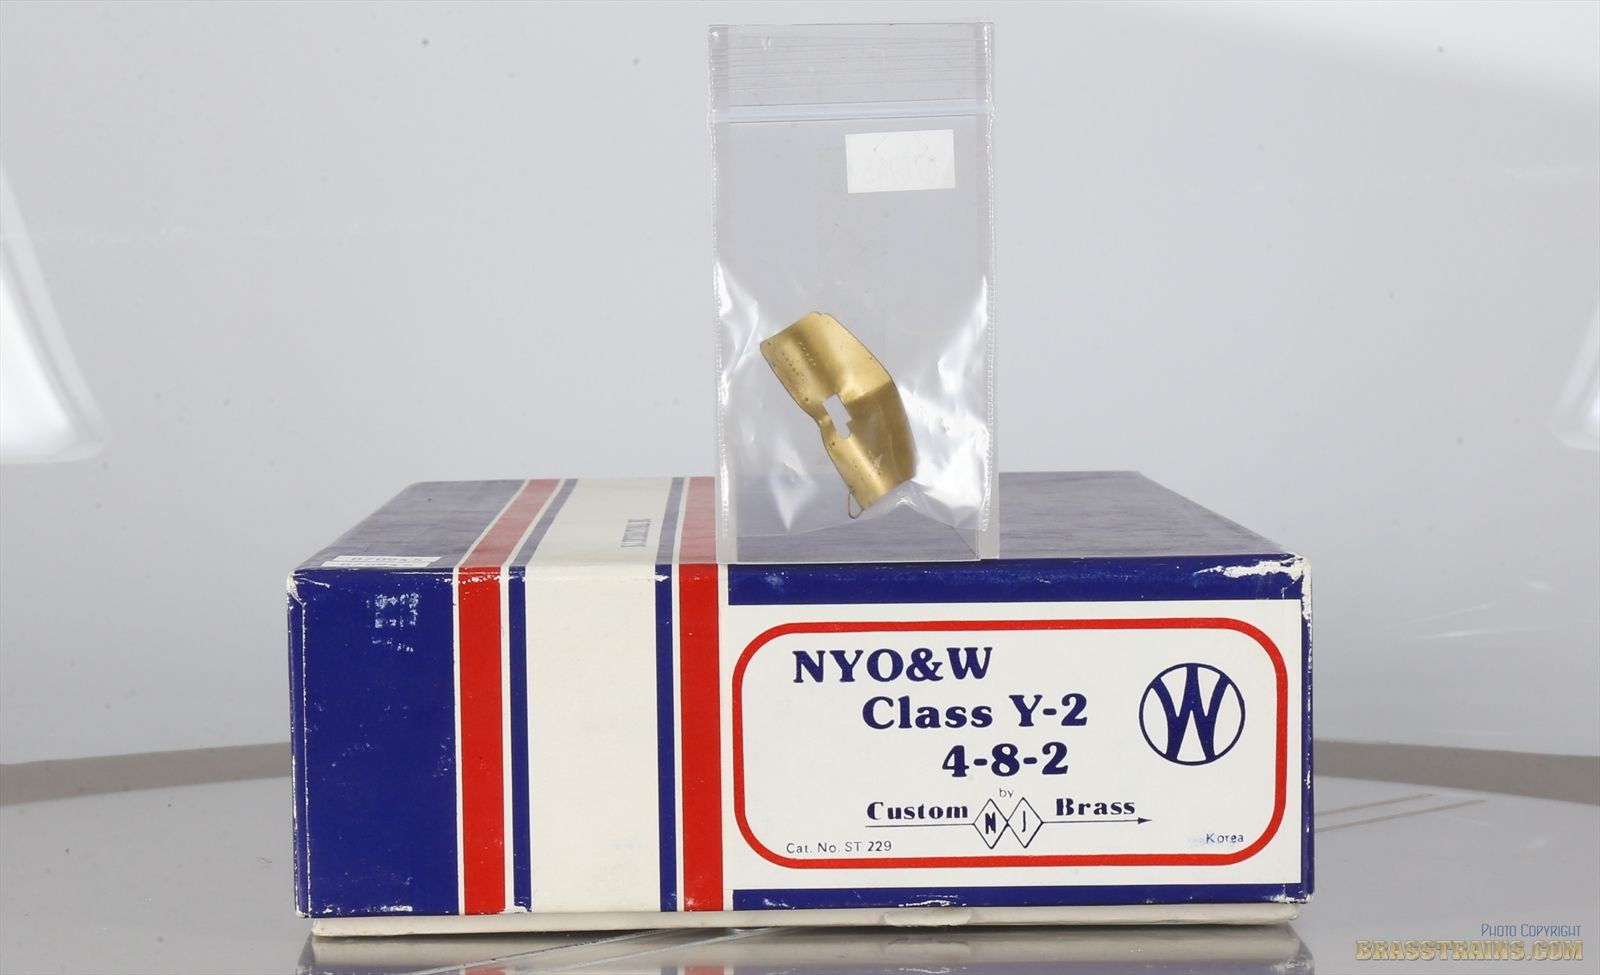 NYO&W
Class Y-2
4-8-2
by
Custom NJ Brass
Cat. No. ST 229
Korea
W
PHOTO COPYRIGHT
BRASSTRAINS.COM